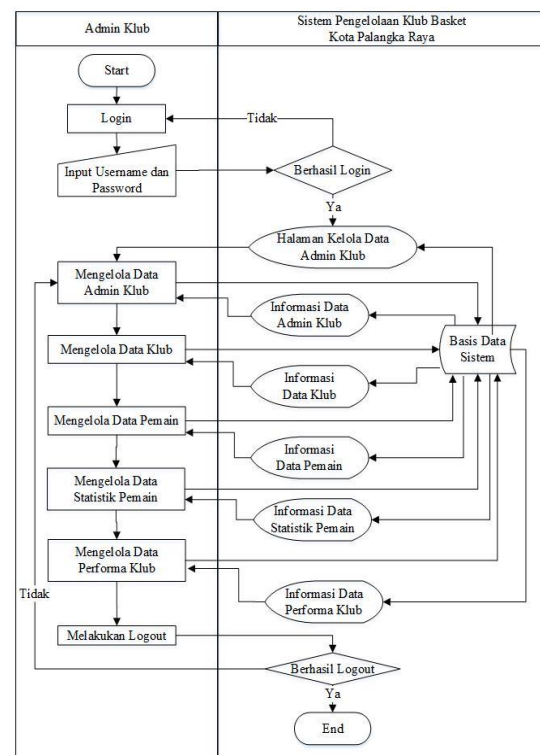 Admin Klub
Sistem Pengelolaan Klub Basket
Kota Palangka Raya
Start
Login
Tidak
Input Username dan
Password
Berhasil Login
Ya
Halaman Kelola Data
Admin Klub
Mengelola Data
Admin Klub
Informasi Data
Admin Klub
Basis Data
Sistem
Mengelola Data Klub
Informasi
Data Klub
Mengelola Data Pemain
Informasi
Data Pemain
Mengelola Data
Statistik Pemain
Informasi Data
Statistik Pemain
Mengelola Data
Performa Klub
Informasi Data
Performa Klub
Tidak
Melakukan Logout
Berhasil Logout
Ya
End